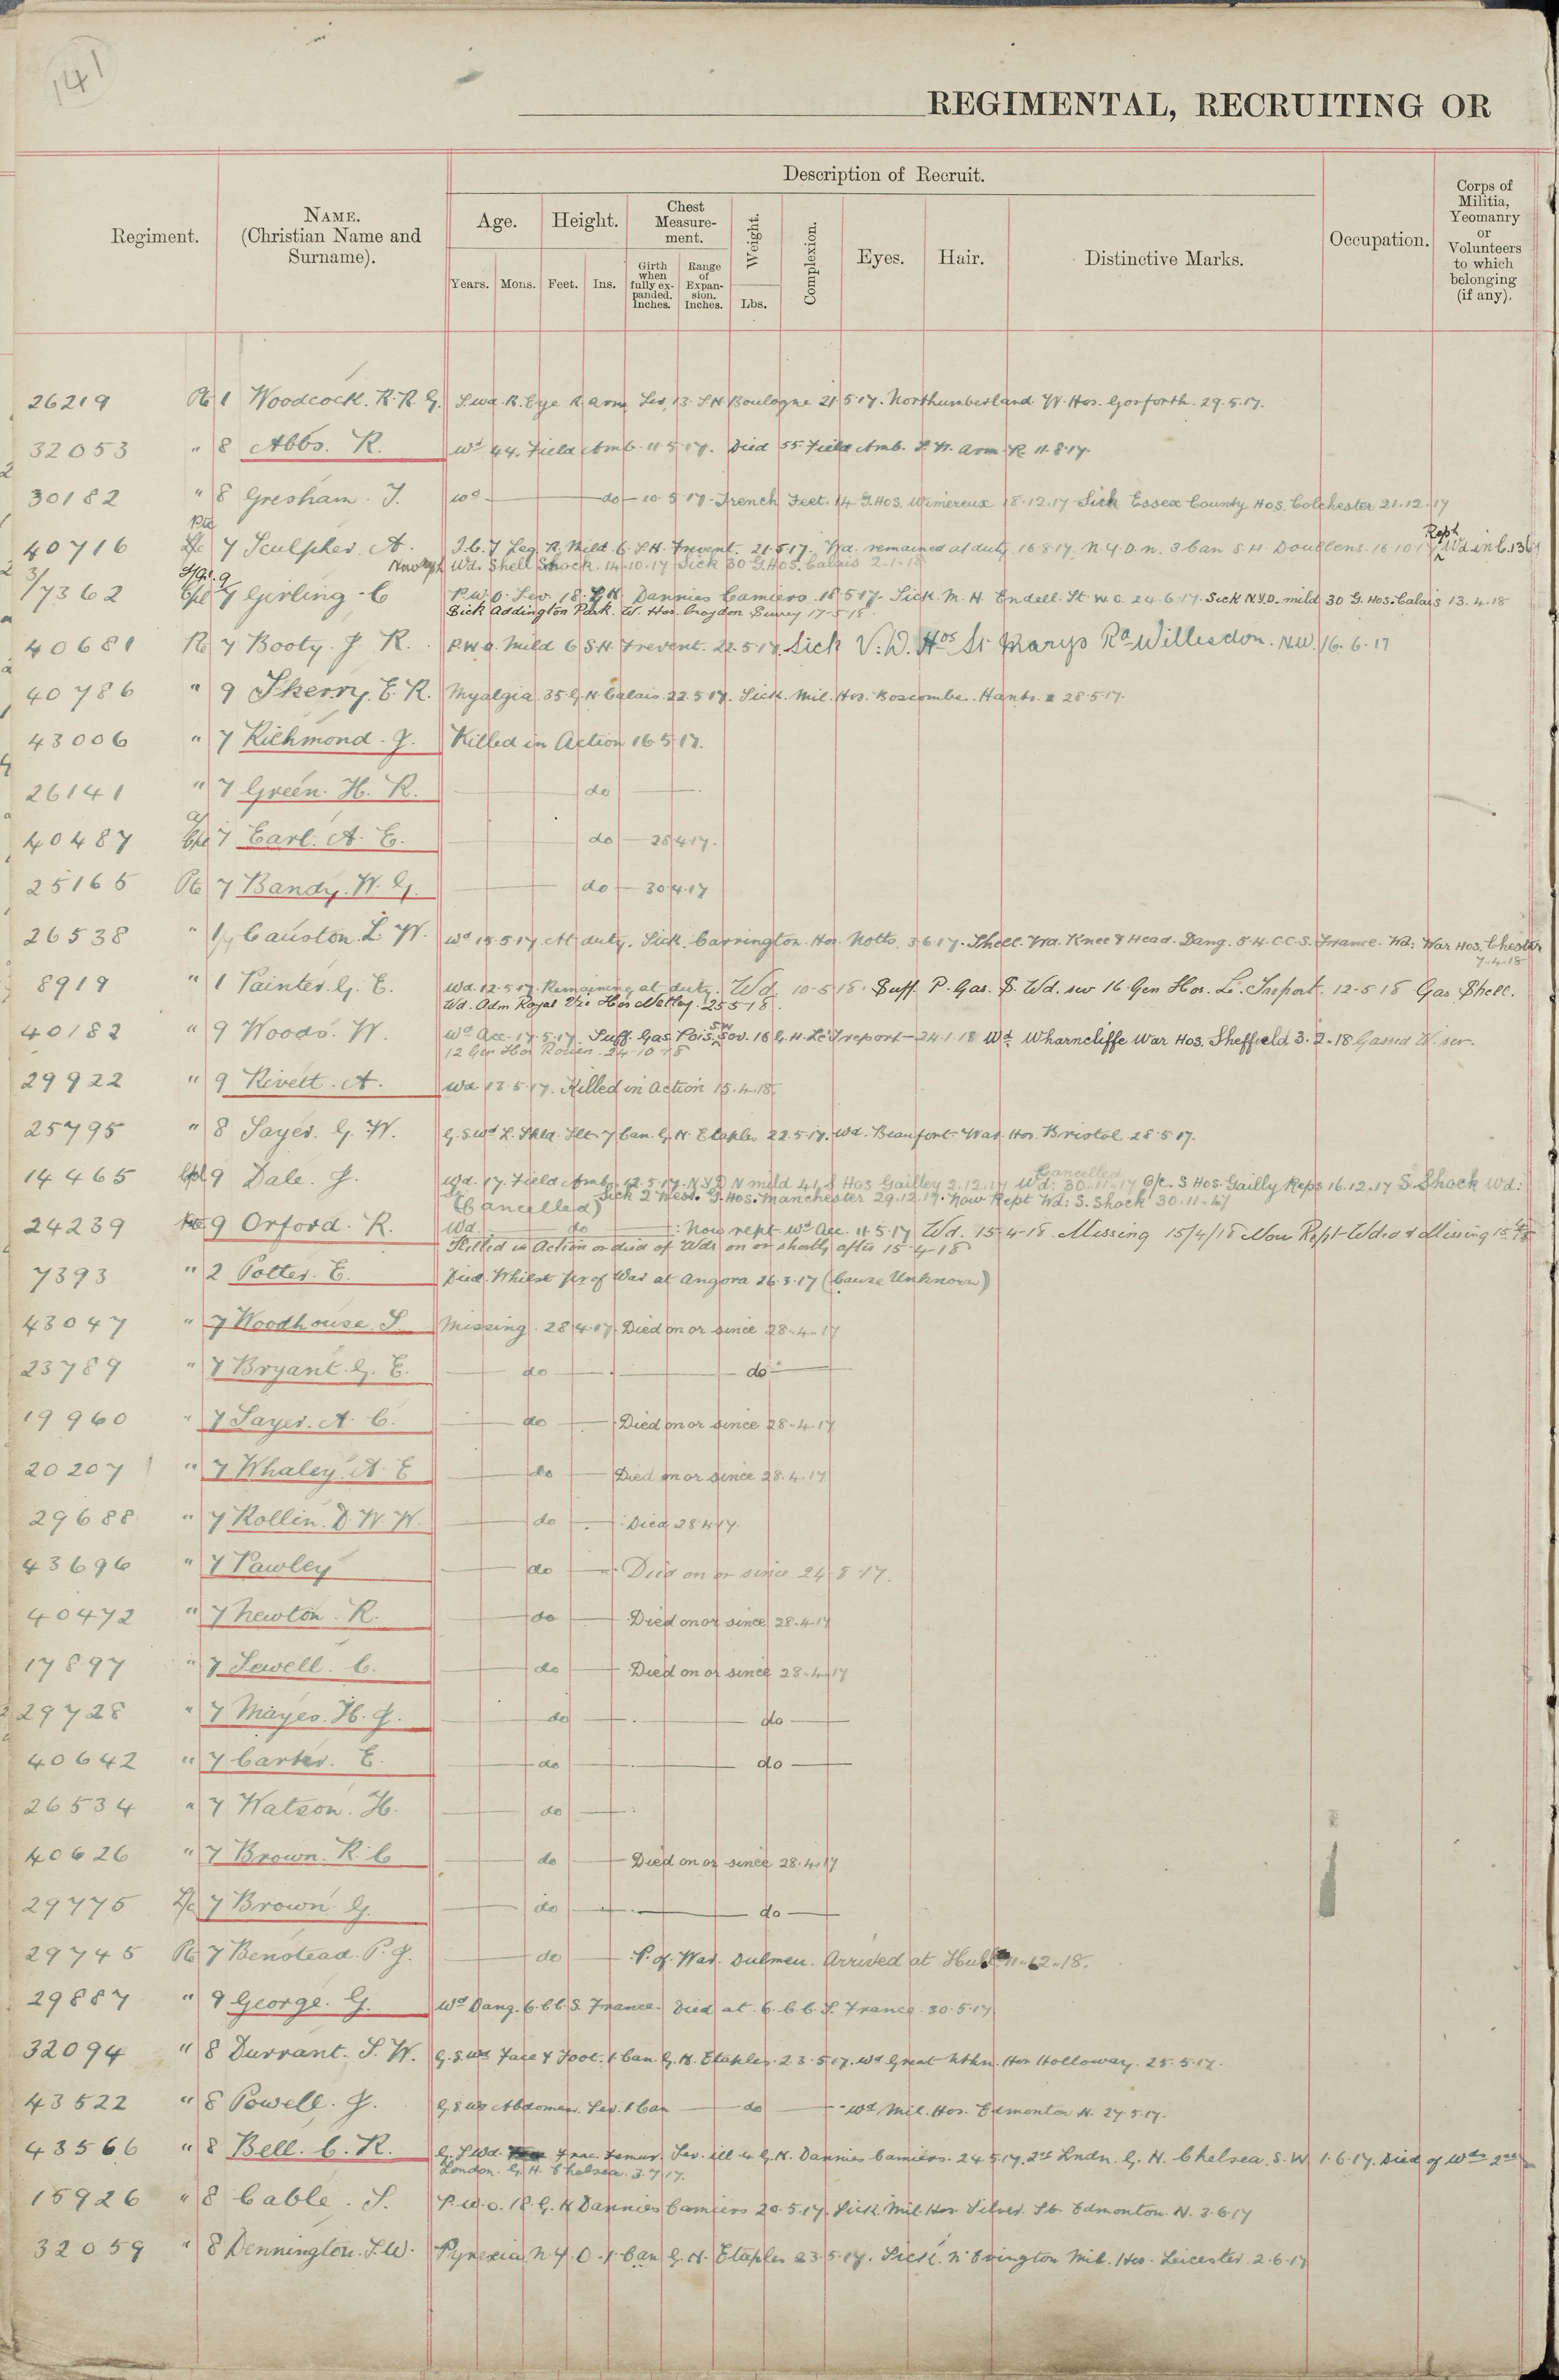 141
REGIMENTAL, RECRUITING OR
Description of Recruit.
Regiment.
NAME.
(Christian Name and
Surname).
Age.
Height.
Chest
Measure-
ment.
Weight.
Complexion.
Eyes.
Hair.
Distinctive Marks.
Occupation.
Corps of
Militia,
Yeomanry
or
Volunteers
to which
belonging
(if any).
Years.
Mons.
Feet.
Ins.
Girth
when
fully ex-
panded.
Inches.
Range
of
Expan-
sion.
Inches.
Lbs.
26219 Pte 1 Woodcock. R. R. G. S.wd. R. Eye R. arm Sev. 13. S.H. Boulogne 21.5.17. Northumberland W. Hos. Gosforth. 29.5.17.
32053 " 8 Abbs. R. Wd 44. Field Amb. 11.5.17. Died 55 Field Amb. S.W. Arm. R. 11.8.17.
30182 " 8 Gresham. T. Wd — do — 10.5.17. Trench Feet. 14 G. Hos. Wimereux 18.12.17 Sick Essex County Hos. Colchester 21.12.17
Pte
40716 L/c 7 Sculpher. A. I.C.T Leg. R. Mild. 6. S.H. Frevent. 21.5.17. Wd. remained at duty 16.8.17. N.Y.D.n. 3 Can S.H. Doullens. 16.10.17 Rept Wd in C.1361
Now rept Wd. Shell Shock. 14.10.17 Sick 30 G. Hos. Calais 2.1.18
3/7362 Cpl 7 Girling. C P.U.O. Sev. 18. G.H. Dannies Camiers. 18.5.17. Sick. M.H. Endell. St W.C. 24.6.17. Sick N.Y.D. mild 30 G. Hos. Calais 13.4.18
Sick Addington Park. W. Hos. Croydon Surrey 17-5-18
40681 Pte 7 Booty. J. R. P.U.O. Mild 6 S.H. Frevent. 22.5.17. Sick V.D. Hos St Marys Rd Willesdon. N.W. 16.6.17
40786 " 9 Skerry. E. R. Myalgia. 35 G.H. Calais. 22.5.17. Sick. Mil. Hos. Boscombe. Hants. 28.5.17.
43006 " 7 Richmond. J. Killed in Action 16.5.17.
26141 " 7 Green. H. R. — do —
40487 a/Cpl 7 Earl. A. E. — do — 28.4.17.
25165 Pte 7 Bandy. W. G. — do — 30.4.17
26538 " 1/7 Causton. L. W. Wd 15.5.17 At duty. Sick. Carrington. Hos. Notts. 3.6.17. Shell. Wd. Knee & Head. Dang. 54. C.C.S. France. Wd: War Hos. Chester
7.4.18
8919 " 1 Painter. G. E. Wd. 12.5.17. Remaining at duty. Wd. 10-5-18. Suff. P. Gas. S. Wd. sev 16 Gen Hos. Le. Treport. 12-5-18 Gas. Shell.
Wd. Adm Royal Vic Hos Netley. 25.5.18.
40182 " 9 Woods. W. Wd Acc. 17.5.17. Suff. Gas Pois. SW Sev. 16 G.H. Le Treport — 24.1.18 Wd Wharncliffe War Hos. Sheffield 3.2.18 Gassed W. sev.
12 Gen Hos Rouen. 24-10-18
29922 " 9 Rivett. A. Wd 13.5.17. Killed in Action 15.4.18.
25795 " 8 Sayer. G. W. G.S.Wd L. Shld. Slt. 7 Can. G.H. Etaples 22.5.17. Wd. Beaufort War. Hos. Bristol 28.5.17.
14465 Cpl 9 Dale. J. Wd. 17. Field Amb. 12.5.17. N.Y.D N mild 41 S Hos Gailley 2.12.17 Wd: 30-11-17 Cancelled O/c. S Hos. Gailly Reps 16.12.17 S. Shock Wd:
(Cancelled) Sick 2 West. G. Hos. Manchester 29.12.17. Now Rept Wd: S. Shock 30-11-17
24239 Pte 9 Orford. R. Wd. — do — : Now rept. Wd Acc. 11.5.17 Wd. 15-4-18. Missing 15/4/18 Now Rept Wd. & Missing 15.4.18
Killed in Action or died of Wds on or shortly after 15-4-18
7393 " 2 Potter. E. Died Whilst Pr of War at Angora 26.3.17 (Cause Unknown)
43047 " 7 Woodhouse. S. Missing. 28.4.17. Died on or since 28-4-17
23789 " 7 Bryant. G. E. — do — — do —
19960 " 7 Sayer. A. C. — do — Died on or since 28-4-17
20207 " 7 Whaley. A. E — do — Died on or since 28.4.17
29688 " 7 Rollin. D. W. W. — do — Died 28.4.17.
43696 " 7 Pawley — do — Died on or since 24-8-17.
40472 " 7 Newton. R. — do — Died on or since 28.4.17
17897 " 7 Sewell. C. — do — Died on or since 28.4.17
29728 " 7 Mayes. H. J. — do — — do —
40642 " 7 Carter. E. — do — — do —
26534 " 7 Watson. H. — do —
40626 " 7 Brown. R. C — do — Died on or since 28.4.17
29775 L/c 7 Brown. G. — do — — do —
29745 Pte 7 Benstead. P. J. — do — P. of War. Dulmen. Arrived at Hull 11-12-18.
29887 " 9 George. G. Wd Dang. 6.C.C.S. France. Died at. 6.C.C.S. France. 30.5.17
32094 " 8 Durrant. S. W. G.S.Wd Face & Foot. 1 Can. G.H. Etaples. 23.5.17. Wd Great Nthn. Hos Holloway. 25.5.17.
43522 " 8 Powell. J. G.S.Wd Abdomen. Sev. 1 Can — do — Wd Mil. Hos. Edmonton N. 27.5.17.
43566 " 8 Bell. C. R. G.S.Wd. Frac. Femur. Sev. ill. 4 G.H. Dannies Camiers. 24.5.17. 2nd Lndn. G.H. Chelsea. S.W 1.6.17. Died of Wds 2nd
London. G.H. Chelsea. 3.7.17.
15926 " 8 Cable. S. P.U.O. 18. G.H Dannies Camiers 20.5.17. Sick. Mil. Hos. Silver. St. Edmonton. N. 3.6.17
32059 " 8 Dennington. S.W. Pyrexia N.Y.D. 1 Can G.H. Etaples 23.5.17. Sick. N. Evington Mil. Hos. Leicester. 2.6.17